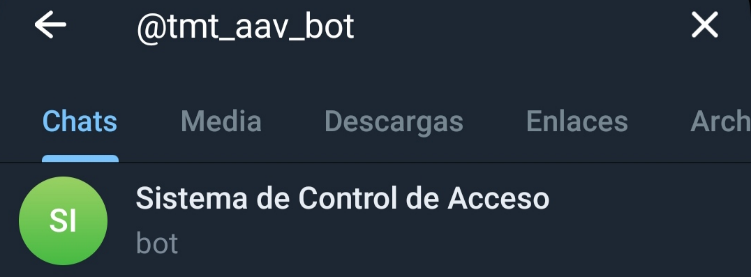 @tmt_aav_bot
Chats Media Descargas Enlaces Arch
SI
Sistema de Control de Acceso
bot